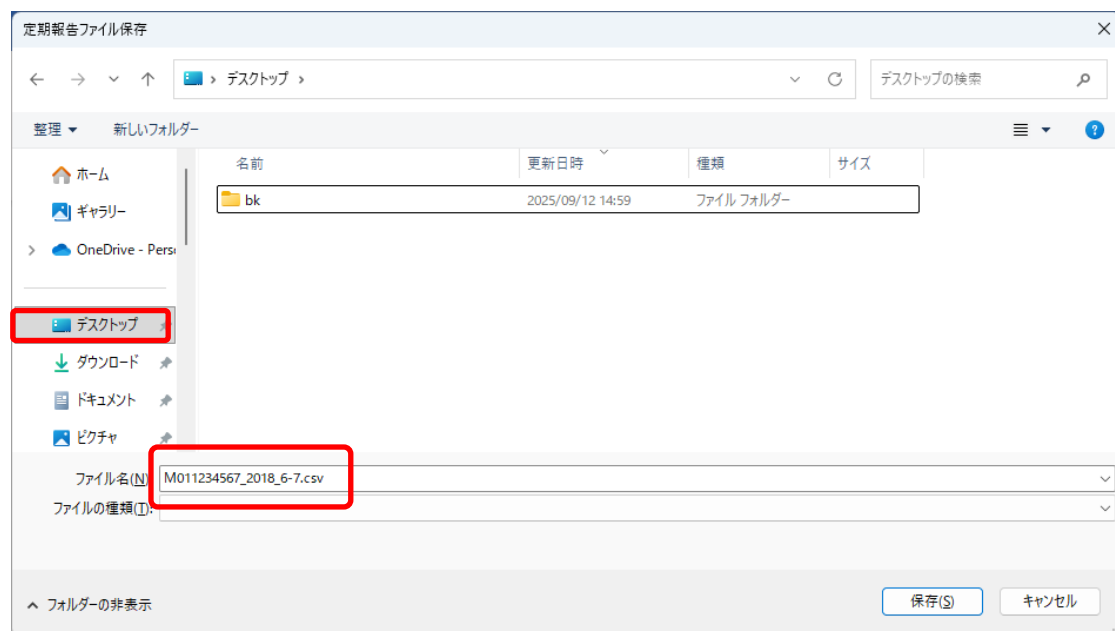 定期報告ファイル保存
デスクトップ
デスクトップの検索
整理
新しいフォルダー
名前 更新日時 種類 サイズ
bk 2025/09/12 14:59 ファイル フォルダー
ホーム
ギャラリー
OneDrive - Pers
デスクトップ
ダウンロード
ドキュメント
ピクチャ
ファイル名(N) M011234567_2018_6-7.csv
ファイルの種類(T):
フォルダーの非表示
保存(S) キャンセル